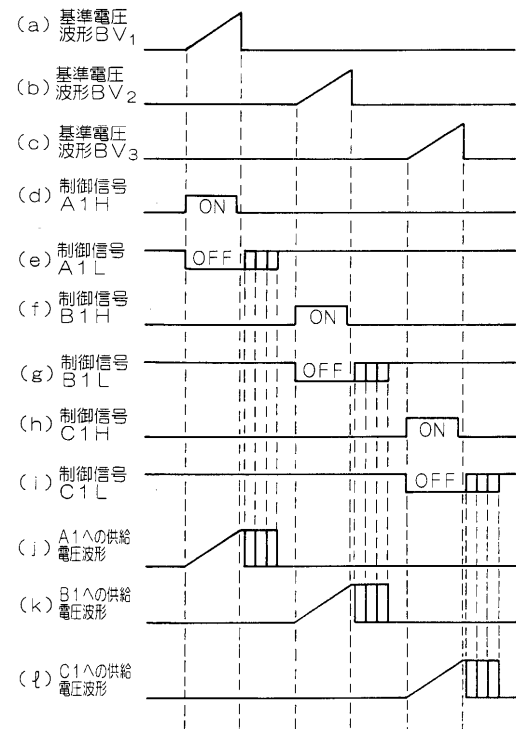 (a) 基準電圧
波形BV1
(b) 基準電圧
波形BV2
(c) 基準電圧
波形BV3
(d) 制御信号
A1H
ON
(e) 制御信号
A1L
OFF
(f) 制御信号
B1H
ON
(g) 制御信号
B1L
OFF
(h) 制御信号
C1H
ON
(i) 制御信号
C1L
OFF
(j) A1への供給
電圧波形
(k) B1への供給
電圧波形
(ℓ) C1への供給
電圧波形